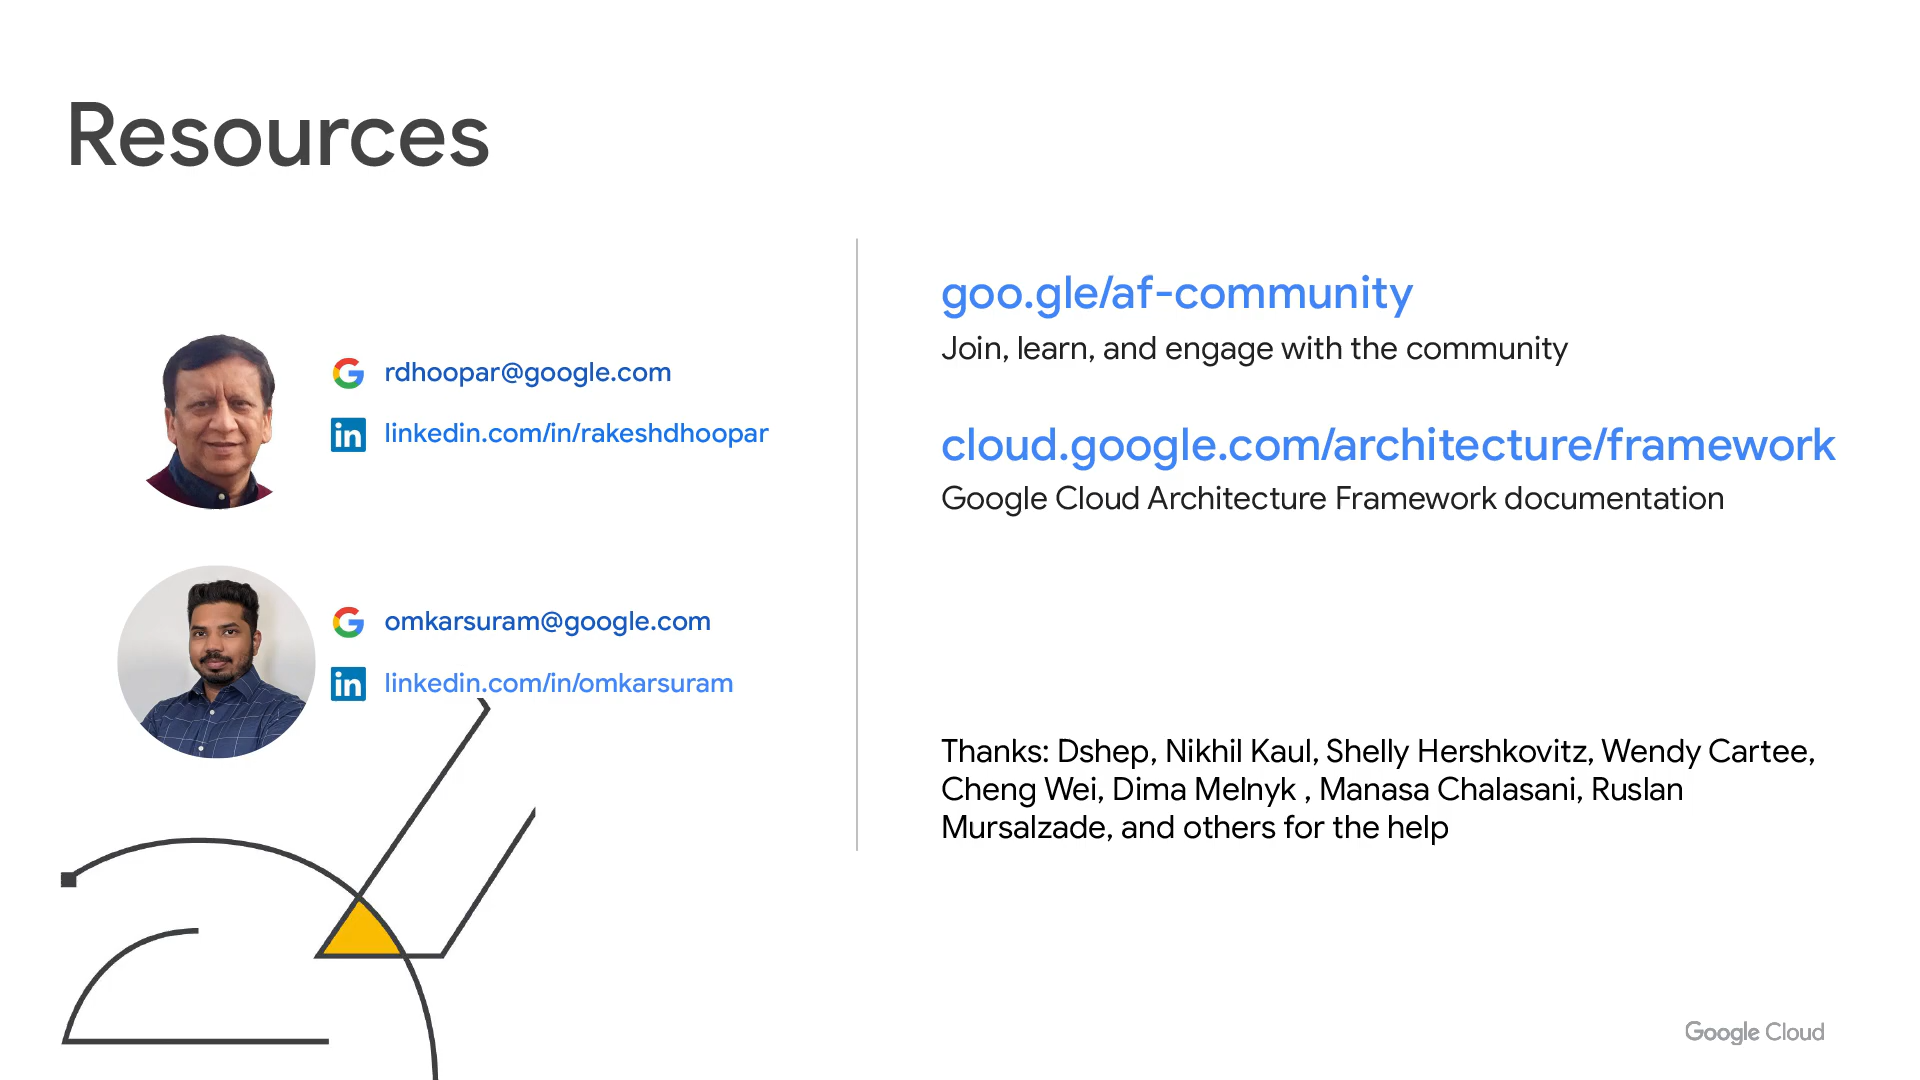 Resources
rdhoopar@google.com
in linkedin.com/in/rakeshdhoopar
omkarsuram@google.com
in linkedin.com/in/omkarsuram
goo.gle/af-community
Join, learn, and engage with the community
cloud.google.com/architecture/framework
Google Cloud Architecture Framework documentation
Thanks: Dshep, Nikhil Kaul, Shelly Hershkovitz, Wendy Cartee,
Cheng Wei, Dima Melnyk , Manasa Chalasani, Ruslan
Mursalzade, and others for the help
Google Cloud